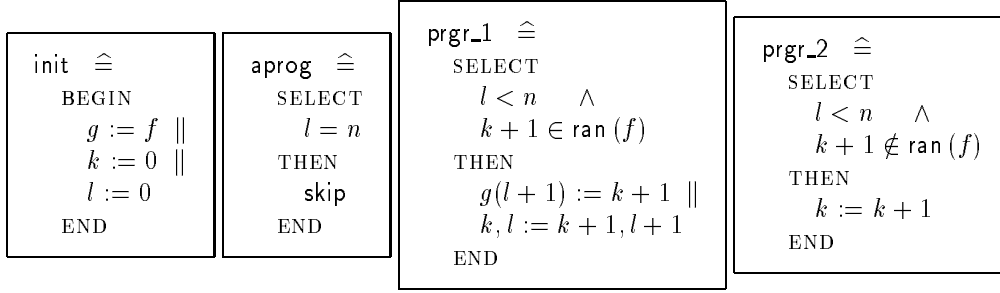 init ≙
BEGIN
g := f ||
k := 0 ||
l := 0
END
aprog ≙
SELECT
l = n
THEN
skip
END
prgr_1 ≙
SELECT
l < n ∧
k + 1 ∈ ran (f)
THEN
g(l + 1) := k + 1 ||
k, l := k + 1, l + 1
END
prgr_2 ≙
SELECT
l < n ∧
k + 1 ∉ ran (f)
THEN
k := k + 1
END